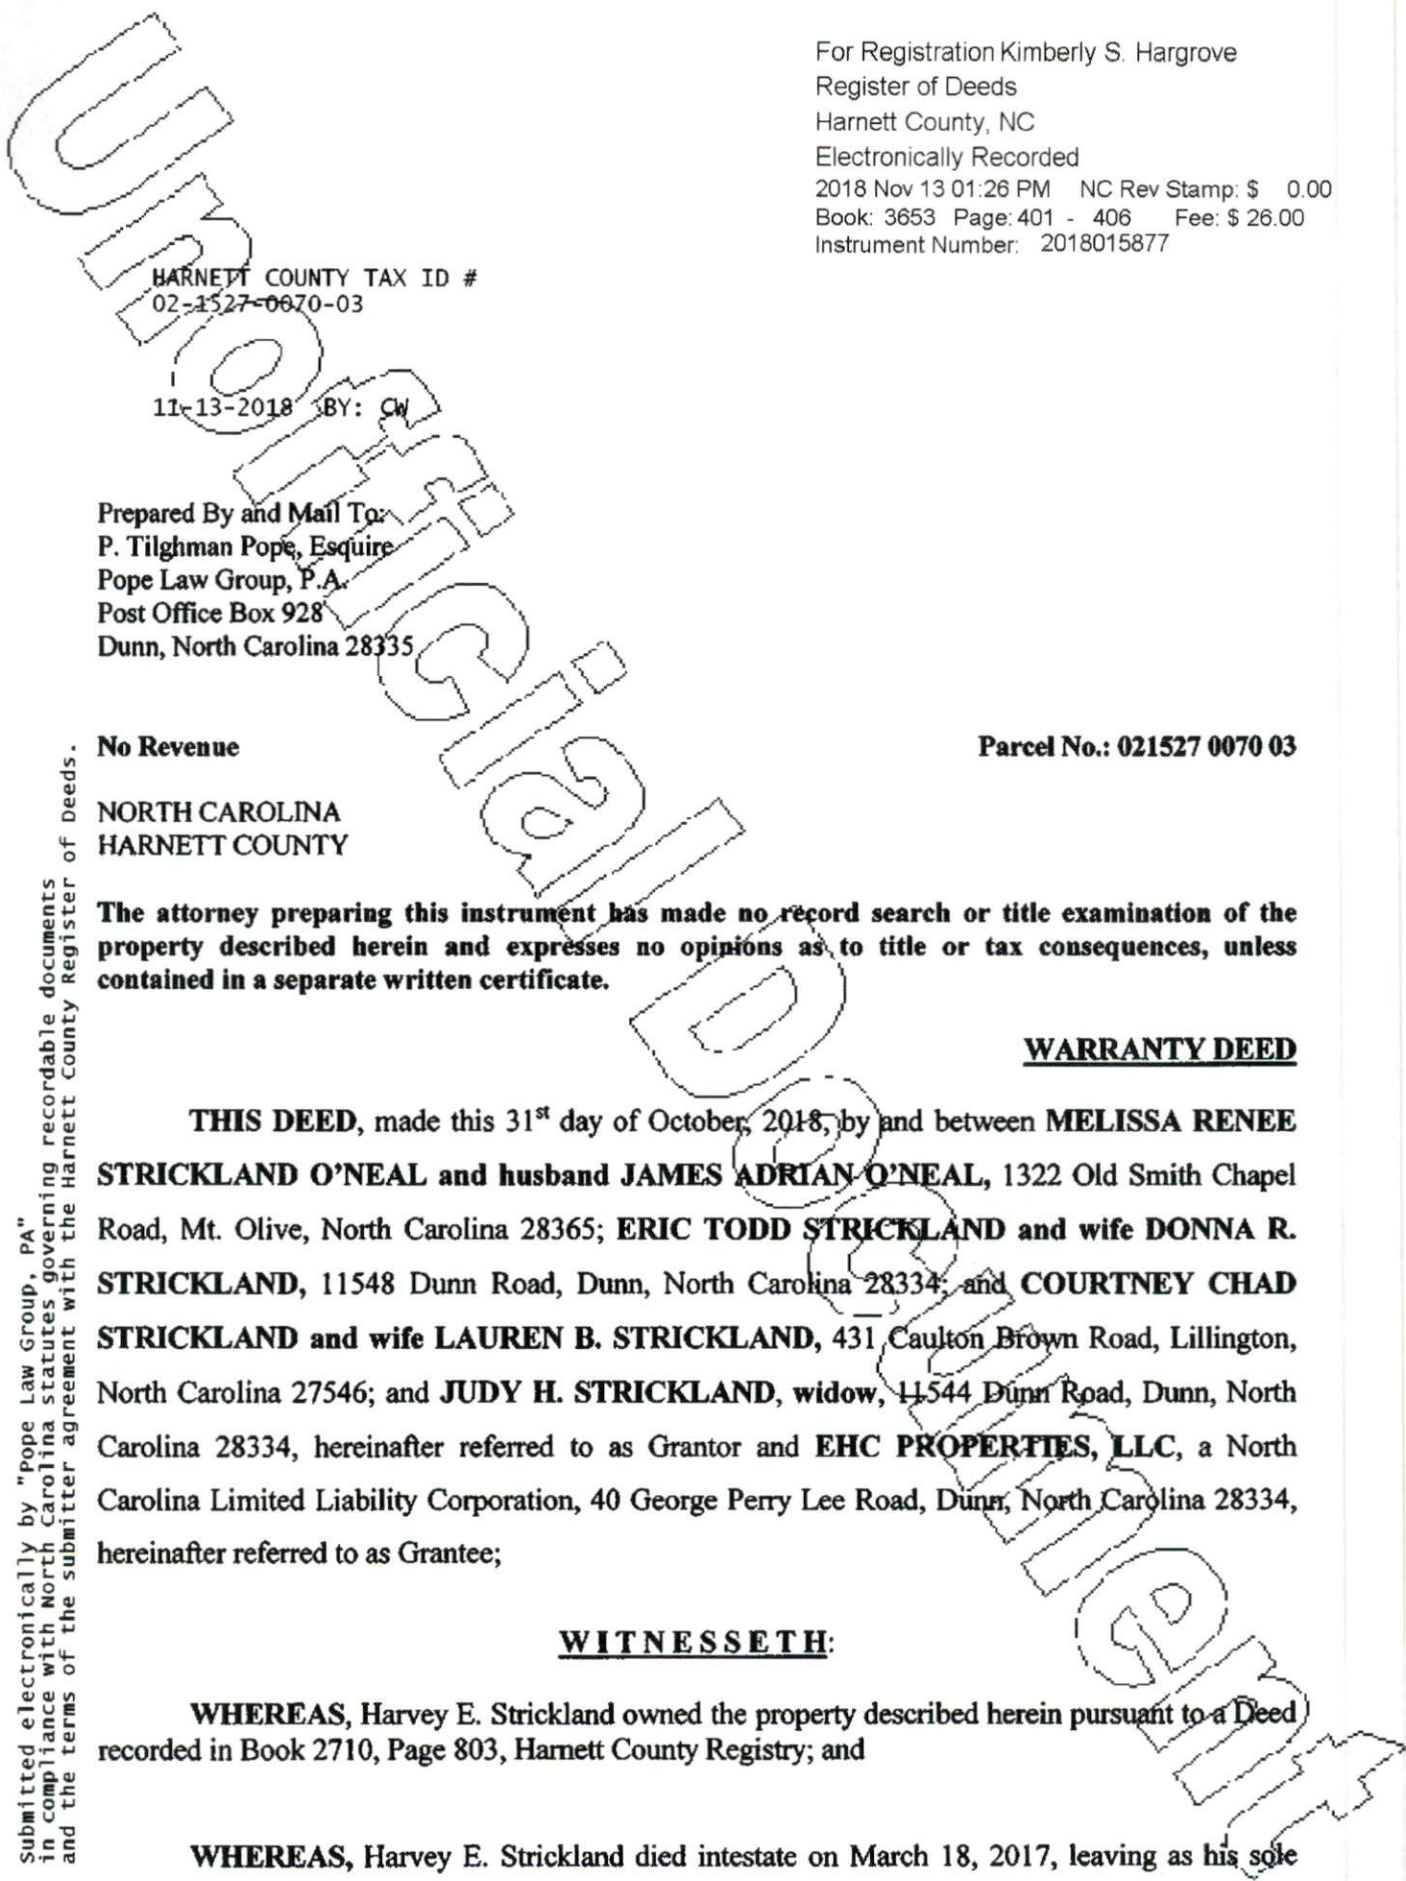 For Registration Kimberly S. Hargrove
Register of Deeds
Harnett County, NC
Electronically Recorded
2018 Nov 13 01:26 PM NC Rev Stamp: $ 0.00
Book: 3653 Page: 401 - 406 Fee: $ 26.00
Instrument Number: 2018015877
HARNETT COUNTY TAX ID #
02-1527-0070-03
11-13-2018 BY: CW
Prepared By and Mail To:
P. Tilghman Pope, Esquire
Pope Law Group, P.A.
Post Office Box 928
Dunn, North Carolina 28335
No Revenue Parcel No.: 021527 0070 03
NORTH CAROLINA
HARNETT COUNTY
The attorney preparing this instrument has made no record search or title examination of the
property described herein and expresses no opinions as to title or tax consequences, unless
contained in a separate written certificate.
WARRANTY DEED
THIS DEED, made this 31st day of October, 2018, by and between MELISSA RENEE
STRICKLAND O'NEAL and husband JAMES ADRIAN O'NEAL, 1322 Old Smith Chapel
Road, Mt. Olive, North Carolina 28365; ERIC TODD STRICKLAND and wife DONNA R.
STRICKLAND, 11548 Dunn Road, Dunn, North Carolina 28334; and COURTNEY CHAD
STRICKLAND and wife LAUREN B. STRICKLAND, 431 Caulton Brown Road, Lillington,
North Carolina 27546; and JUDY H. STRICKLAND, widow, 11544 Dunn Road, Dunn, North
Carolina 28334, hereinafter referred to as Grantor and EHC PROPERTIES, LLC, a North
Carolina Limited Liability Corporation, 40 George Perry Lee Road, Dunn, North Carolina 28334,
hereinafter referred to as Grantee;
WITNESSETH:
WHEREAS, Harvey E. Strickland owned the property described herein pursuant to a Deed
recorded in Book 2710, Page 803, Harnett County Registry; and
WHEREAS, Harvey E. Strickland died intestate on March 18, 2017, leaving as his sole
Submitted electronically by "Pope Law Group, PA"
in compliance with North Carolina statutes governing recordable documents
and the terms of the submitter agreement with the Harnett County Register of Deeds.
Unofficial Document